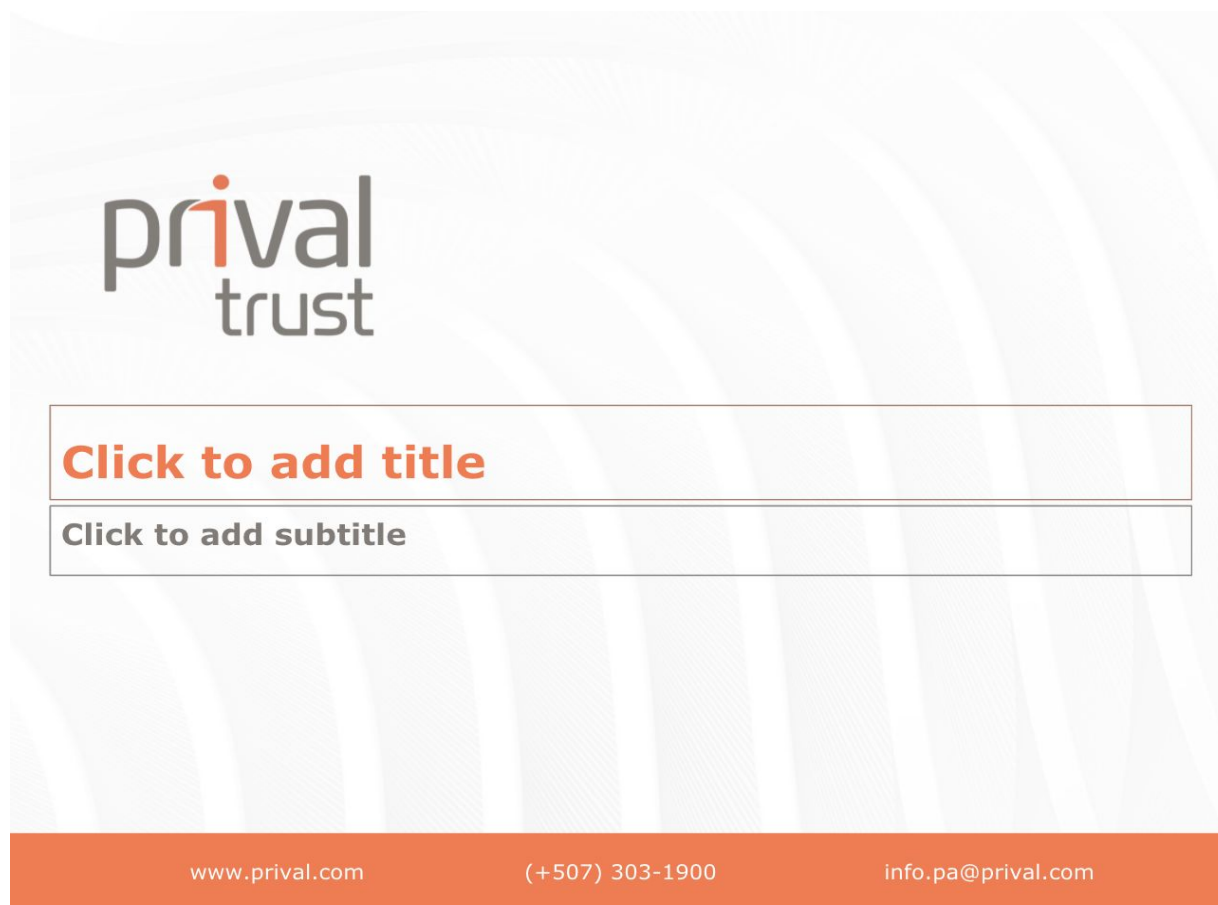 prival
trust
Click to add title
Click to add subtitle
www.prival.com (+507) 303-1900 info.pa@prival.com